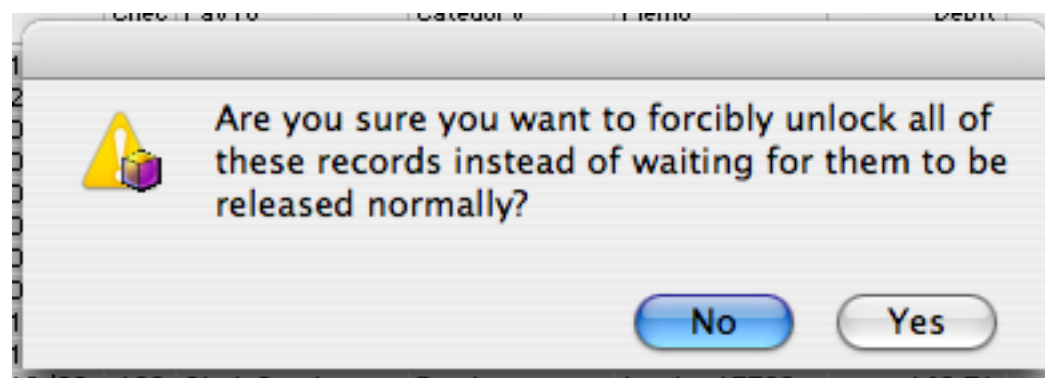 Are you sure you want to forcibly unlock all of
these records instead of waiting for them to be
released normally?
No Yes